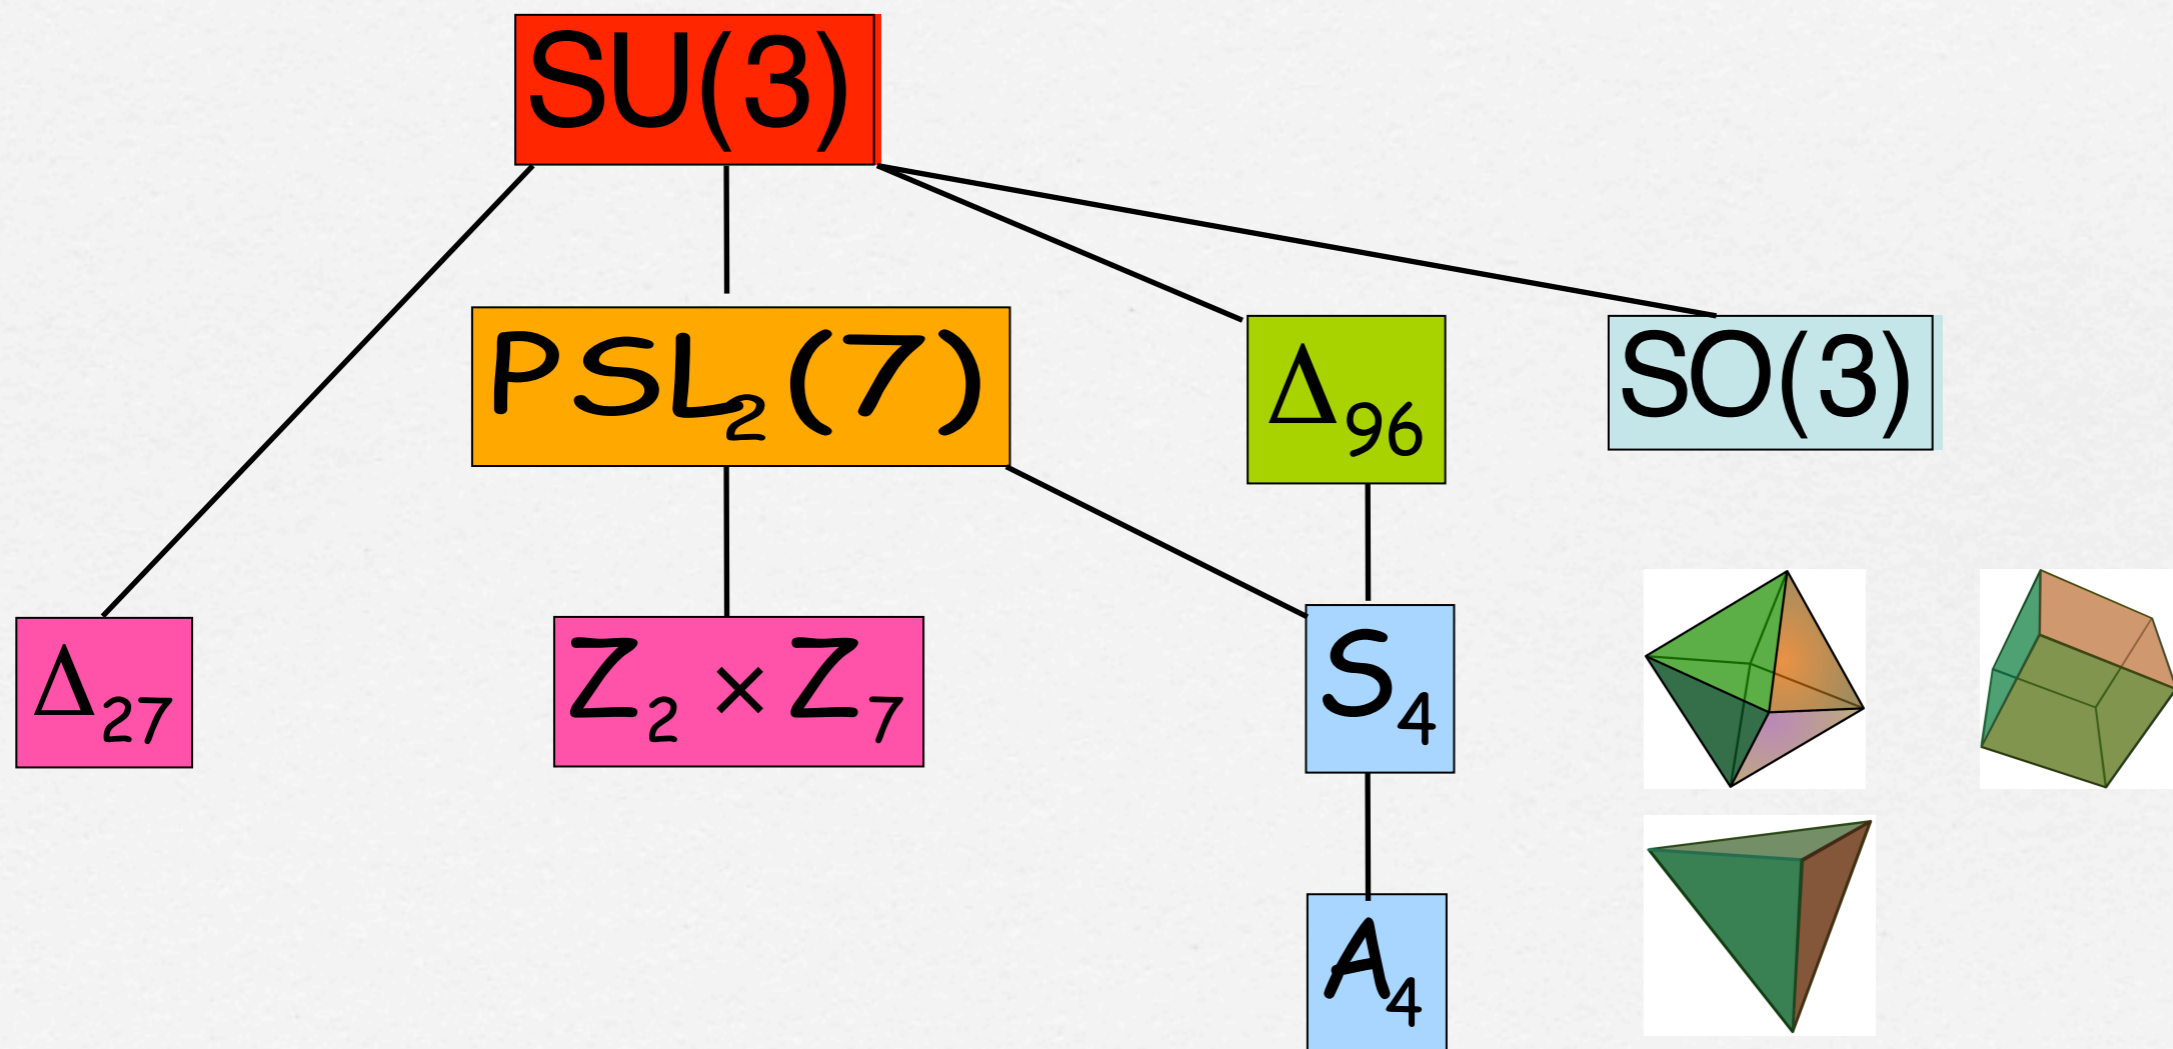 SU(3)
PSL₂(7)
Δ₉₆
SO(3)
Δ₂₇
Z₂ × Z₇
S₄
A₄